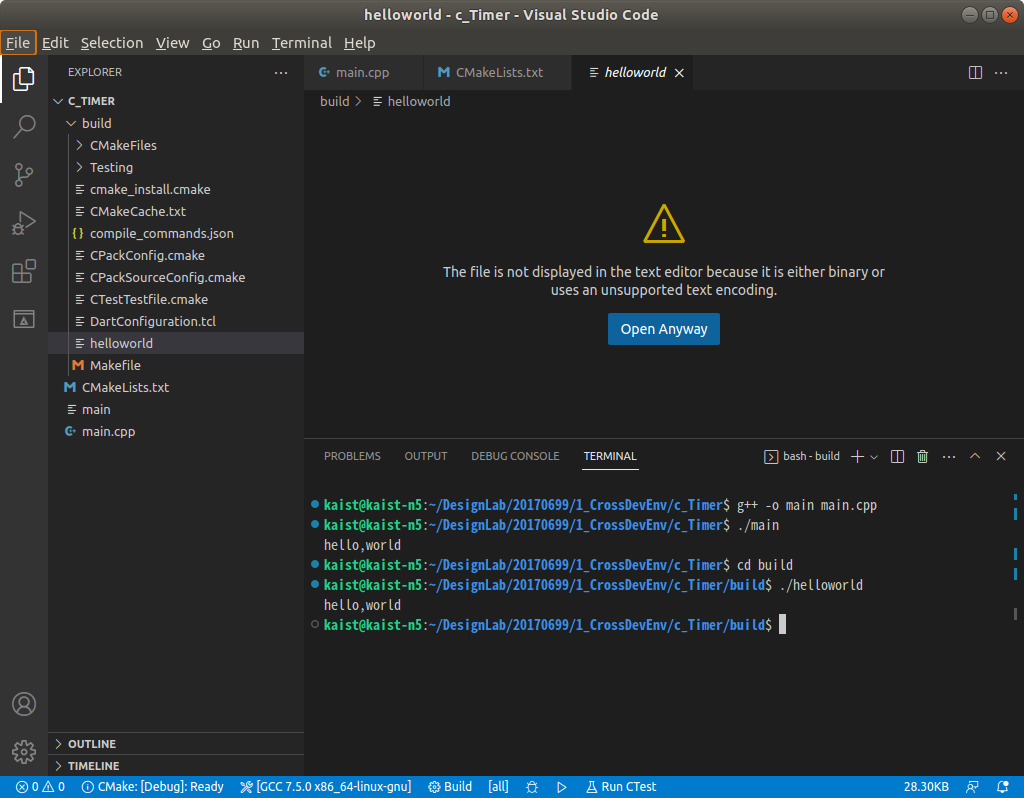 helloworld - c_Timer - Visual Studio Code
File Edit Selection View Go Run Terminal Help
EXPLORER
C_TIMER
build
CMakeFiles
Testing
cmake_install.cmake
CMakeCache.txt
{} compile_commands.json
CPackConfig.cmake
CPackSourceConfig.cmake
CTestTestfile.cmake
DartConfiguration.tcl
helloworld
M Makefile
M CMakeLists.txt
main
main.cpp
OUTLINE
TIMELINE
main.cpp M CMakeLists.txt helloworld
build > helloworld
The file is not displayed in the text editor because it is either binary or
uses an unsupported text encoding.
Open Anyway
PROBLEMS OUTPUT DEBUG CONSOLE TERMINAL bash - build
kaist@kaist-n5:~/DesignLab/20170699/1_CrossDevEnv/c_Timer$ g++ -o main main.cpp
kaist@kaist-n5:~/DesignLab/20170699/1_CrossDevEnv/c_Timer$ ./main
hello,world
kaist@kaist-n5:~/DesignLab/20170699/1_CrossDevEnv/c_Timer$ cd build
kaist@kaist-n5:~/DesignLab/20170699/1_CrossDevEnv/c_Timer/build$ ./helloworld
hello,world
kaist@kaist-n5:~/DesignLab/20170699/1_CrossDevEnv/c_Timer/build$
0 0 CMake: [Debug]: Ready [GCC 7.5.0 x86_64-linux-gnu] Build [all] Run CTest 28.30KB